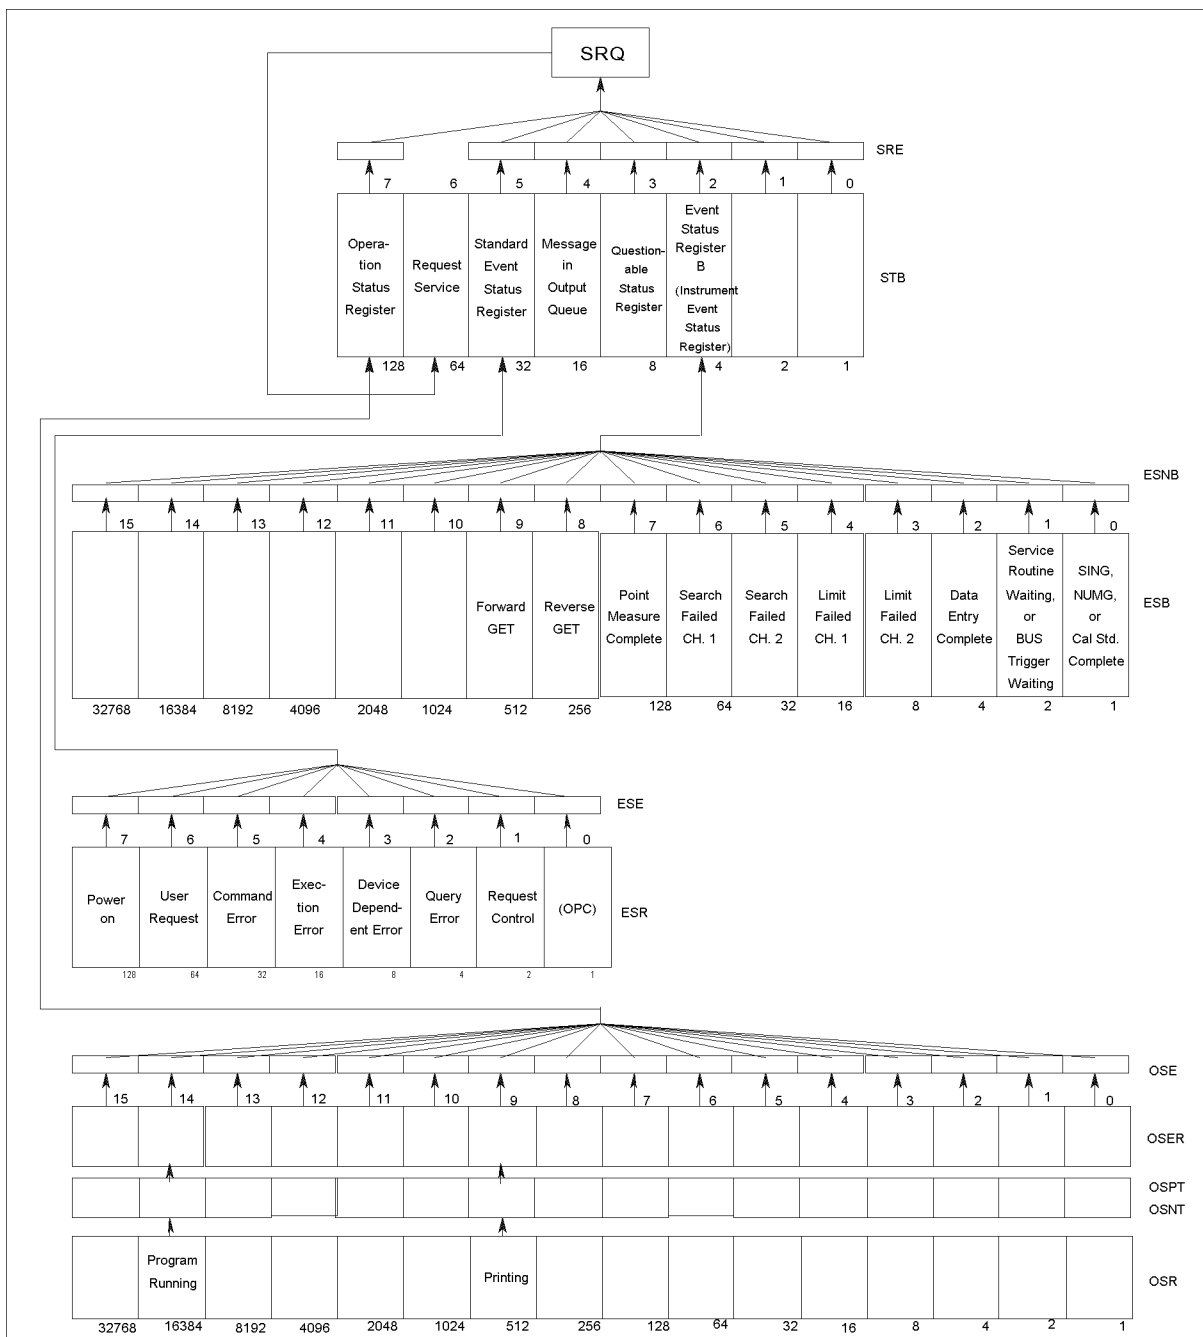 SRQ
SRE
7 6 5 4 3 2 1 0
Opera-
tion
Status
Register
Request
Service
Standard
Event
Status
Register
Message
in
Output
Queue
Question-
able
Status
Register
Event
Status
Register
B
(Instrument
Event
Status
Register)
STB
128 64 32 16 8 4 2 1
ESNB
15 14 13 12 11 10 9 8 7 6 5 4 3 2 1 0
Forward
GET
Reverse
GET
Point
Measure
Complete
Search
Failed
CH. 1
Search
Failed
CH. 2
Limit
Failed
CH. 1
Limit
Failed
CH. 2
Data
Entry
Complete
Service
Routine
Waiting,
or
BUS
Trigger
Waiting
SING,
NUMG,
or
Cal Std.
Complete
ESB
32768 16384 8192 4096 2048 1024 512 256 128 64 32 16 8 4 2 1
ESE
7 6 5 4 3 2 1 0
Power
on
User
Request
Command
Error
Exec-
tion
Error
Device
Depend-
ent Error
Query
Error
Request
Control
(OPC)
ESR
128 64 32 16 8 4 2 1
OSE
15 14 13 12 11 10 9 8 7 6 5 4 3 2 1 0
OSER
OSPT
OSNT
Program
Running
Printing
OSR
32768 16384 8192 4096 2048 1024 512 256 128 64 32 16 8 4 2 1